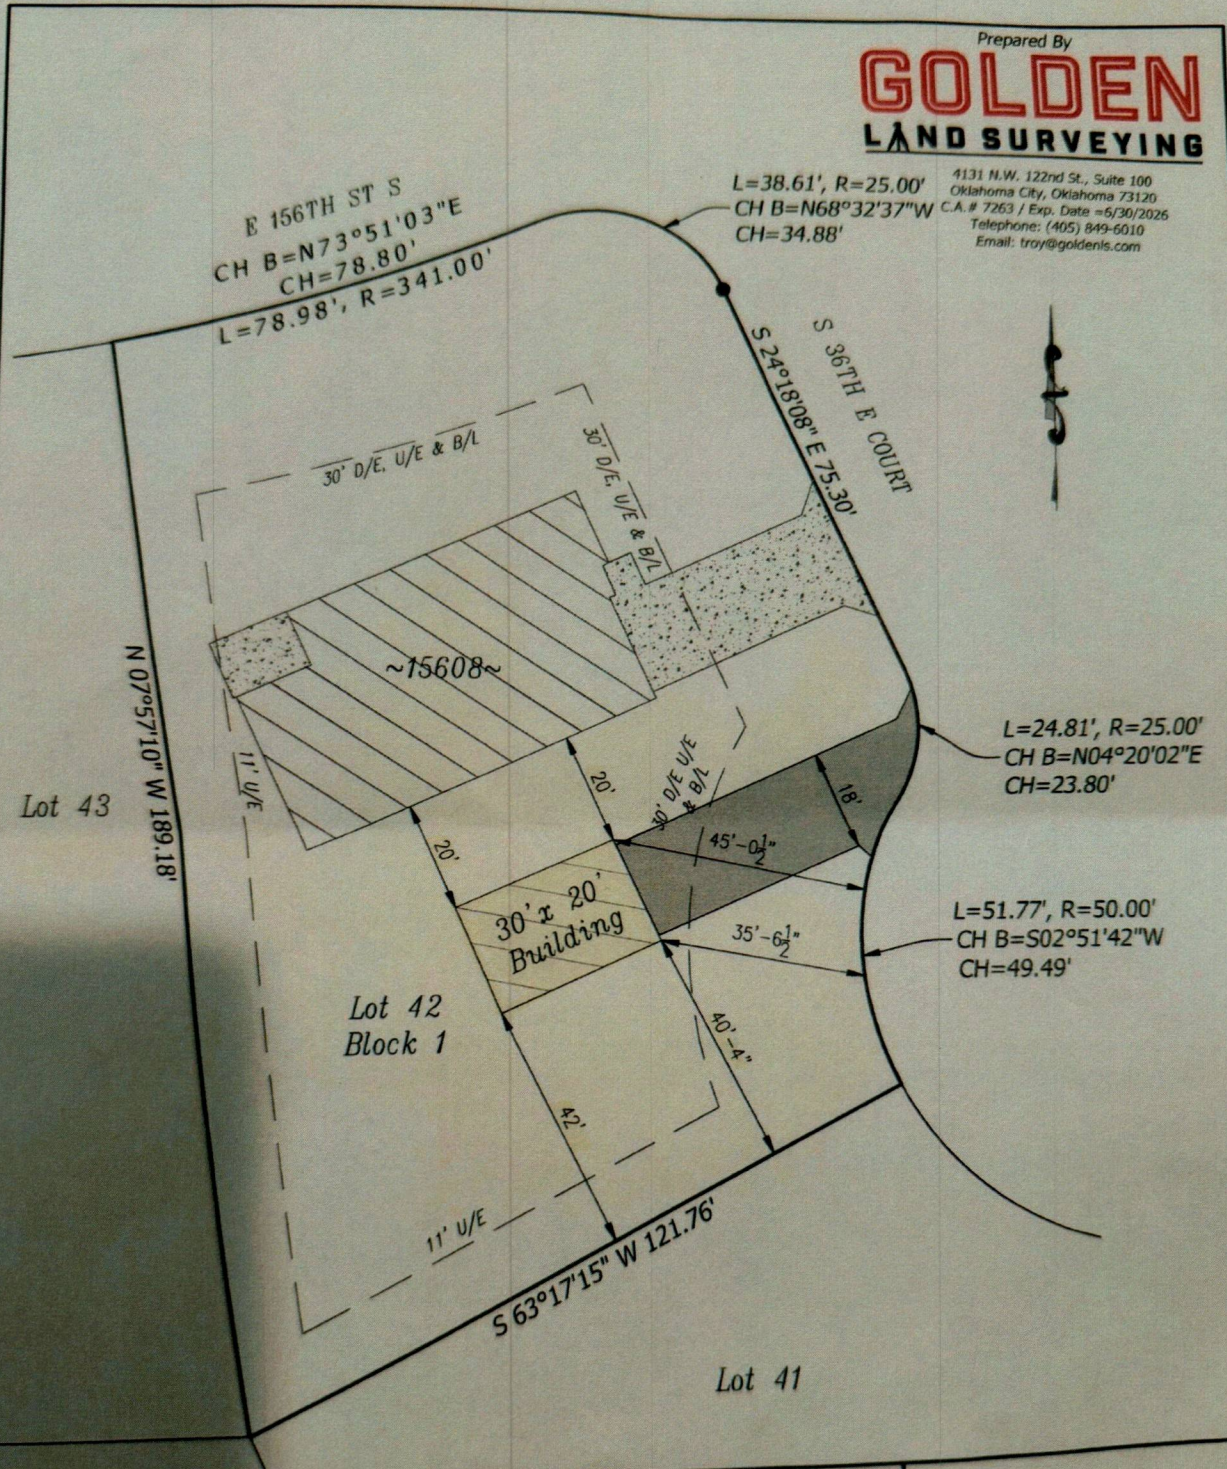 Prepared By
GOLDEN
LAND SURVEYING
4131 N.W. 122nd St., Suite 100
Oklahoma City, Oklahoma 73120
C.A.# 7263 / Exp. Date =6/30/2026
Telephone: (405) 849-6010
Email: troy@goldenls.com
L=38.61', R=25.00'
CH B=N68°32'37"W
CH=34.88'
E 156TH ST S
CH B=N73°51'03"E
CH=78.80'
L=78.98', R=341.00'
S 24°18'08" E 75.30'
S 36TH E COURT
30' D/E, U/E & B/L
30' D/E, U/E & B/L
~15608~
N 07°57'10" W 189.18'
11' U/E
Lot 43
20'
20'
30' D/E U/E
& B/L
18'
45'-0½"
L=24.81', R=25.00'
CH B=N04°20'02"E
CH=23.80'
30'x 20'
Building
35'-6½"
L=51.77', R=50.00'
CH B=S02°51'42"W
CH=49.49'
Lot 42
Block 1
40'-4"
42'
11' U/E
S 63°17'15" W 121.76'
Lot 41